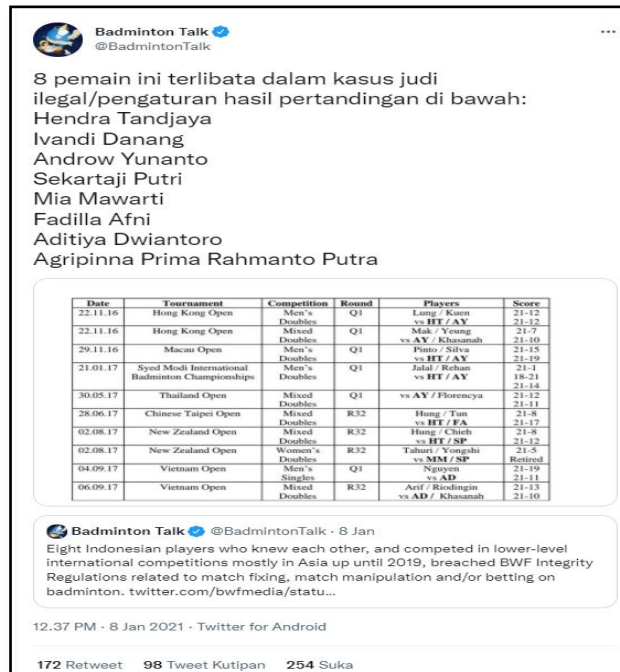 Badminton Talk
@BadmintonTalk
8 pemain ini terlibata dalam kasus judi
ilegal/pengaturan hasil pertandingan di bawah:
Hendra Tandjaya
Ivandi Danang
Androw Yunanto
Sekartaji Putri
Mia Mawarti
Fadilla Afni
Aditiya Dwiantoro
Agripinna Prima Rahmanto Putra
Date Tournament Competition Round Players Score
22.11.16 Hong Kong Open Men's Doubles Q1 Lung / Kuen vs HT / AY 21-12 21-12
22.11.16 Hong Kong Open Mixed Doubles Q1 Mak / Yeung vs AY / Khasanah 21-7 21-10
29.11.16 Macau Open Men's Doubles Q1 Pinto / Silva vs HT / AY 21-15 21-19
21.01.17 Syed Modi International Badminton Championships Men's Doubles Q1 Jalal / Rehan vs HT / AY 21-1 18-21 21-14
30.05.17 Thailand Open Mixed Doubles Q1 vs AY / Florencya 21-12 21-11
28.06.17 Chinese Taipei Open Mixed Doubles R32 Hung / Tun vs HT / FA 21-8 21-17
02.08.17 New Zealand Open Mixed Doubles R32 Hung / Chieh vs HT / SP 21-8 21-12
02.08.17 New Zealand Open Women's Doubles R32 Tahuri / Yongshi vs MM / SP 21-5 Retired
04.09.17 Vietnam Open Men's Singles Q1 Nguyen vs AD 21-19 21-11
06.09.17 Vietnam Open Mixed Doubles R32 Arif / Riodingin vs AD / Khasanah 21-13 21-10
Badminton Talk @BadmintonTalk · 8 Jan
Eight Indonesian players who knew each other, and competed in lower-level
international competitions mostly in Asia up until 2019, breached BWF Integrity
Regulations related to match fixing, match manipulation and/or betting on
badminton. twitter.com/bwfmedia/statu...
12.37 PM · 8 Jan 2021 · Twitter for Android
172 Retweet 98 Tweet Kutipan 254 Suka